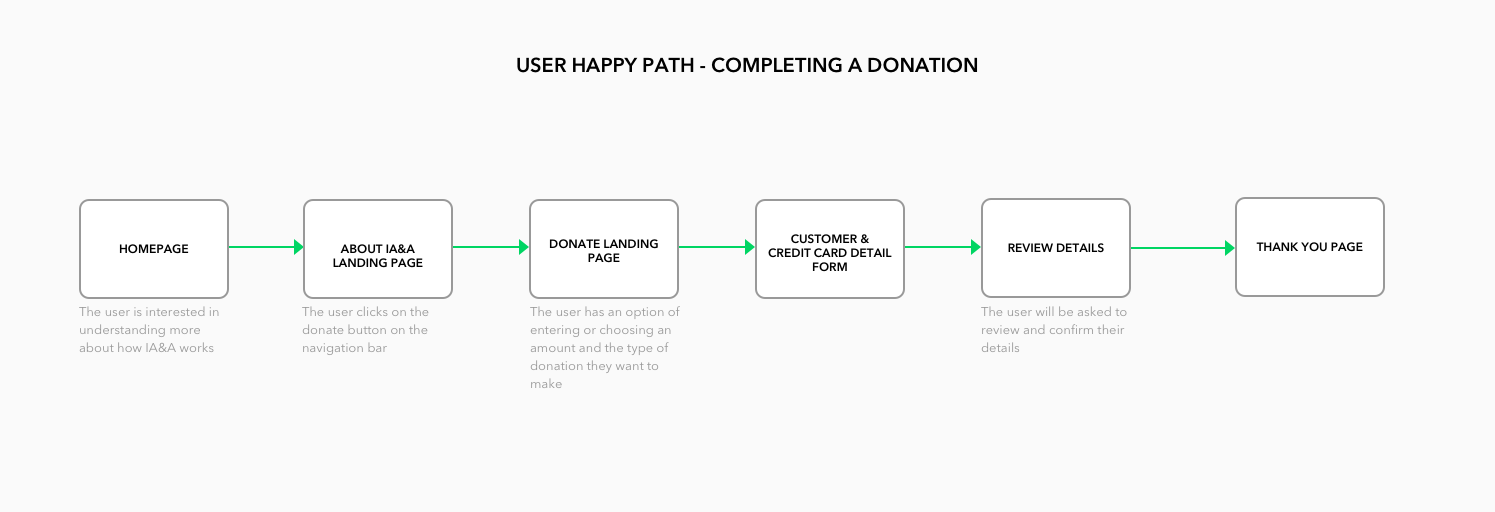 USER HAPPY PATH - COMPLETING A DONATION
HOMEPAGE
The user is interested in
understanding more
about how IA&A works
ABOUT IA&A
LANDING PAGE
The user clicks on the
donate button on the
navigation bar
DONATE LANDING
PAGE
The user has an option of
entering or choosing an
amount and the type of
donation they want to
make
CUSTOMER &
CREDIT CARD DETAIL
FORM
REVIEW DETAILS
The user will be asked to
review and confirm their
details
THANK YOU PAGE